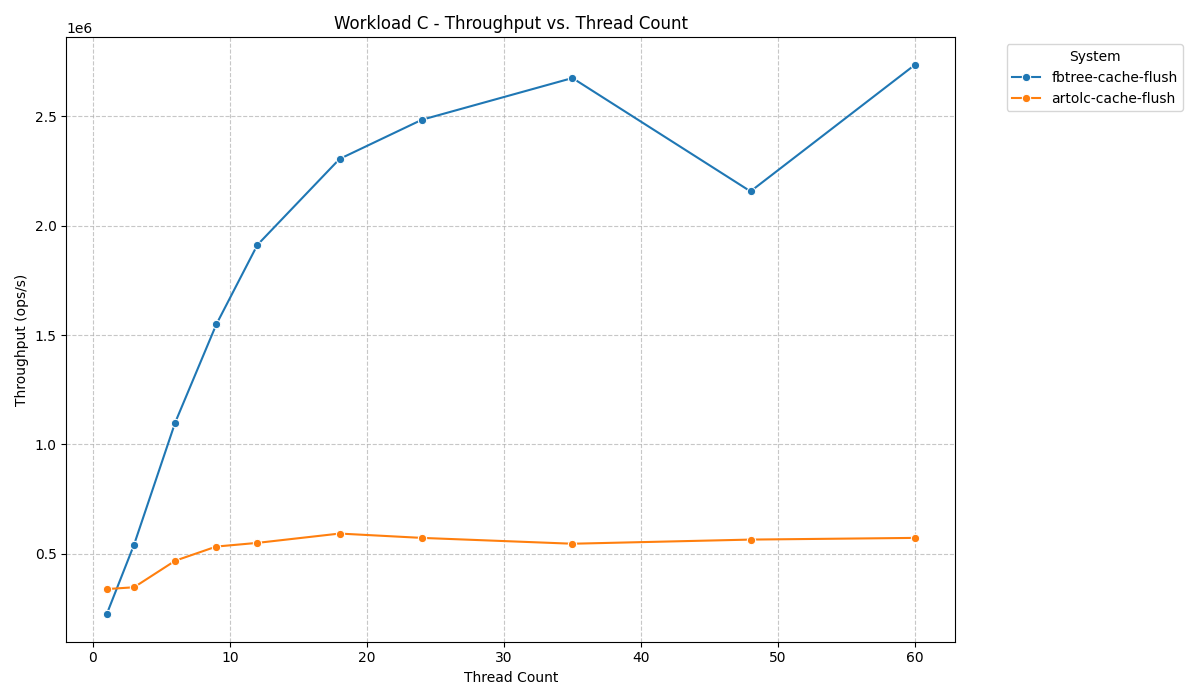 Workload C - Throughput vs. Thread Count
1e6
2.5
2.0
1.5
1.0
0.5
Throughput (ops/s)
0 10 20 30 40 50 60
Thread Count
System
fbtree-cache-flush
artolc-cache-flush